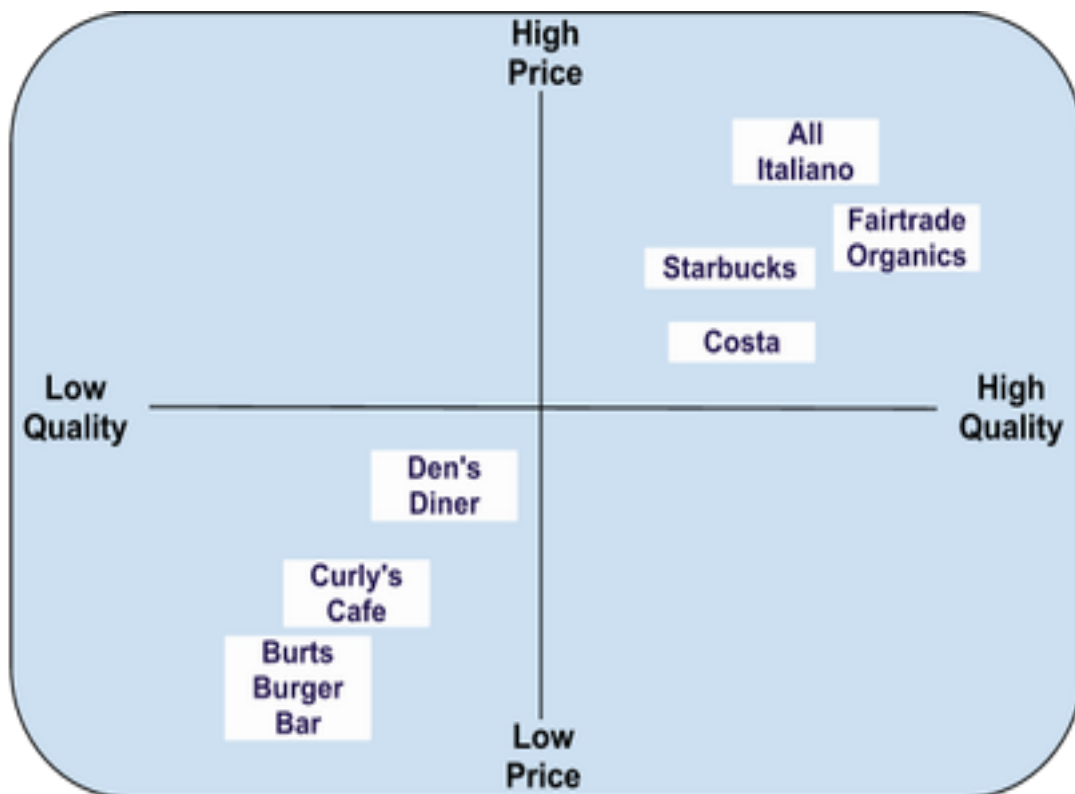 High
Price
All
Italiano
Fairtrade
Organics
Starbucks
Costa
Low
Quality
High
Quality
Den's
Diner
Curly's
Cafe
Burts
Burger
Bar
Low
Price